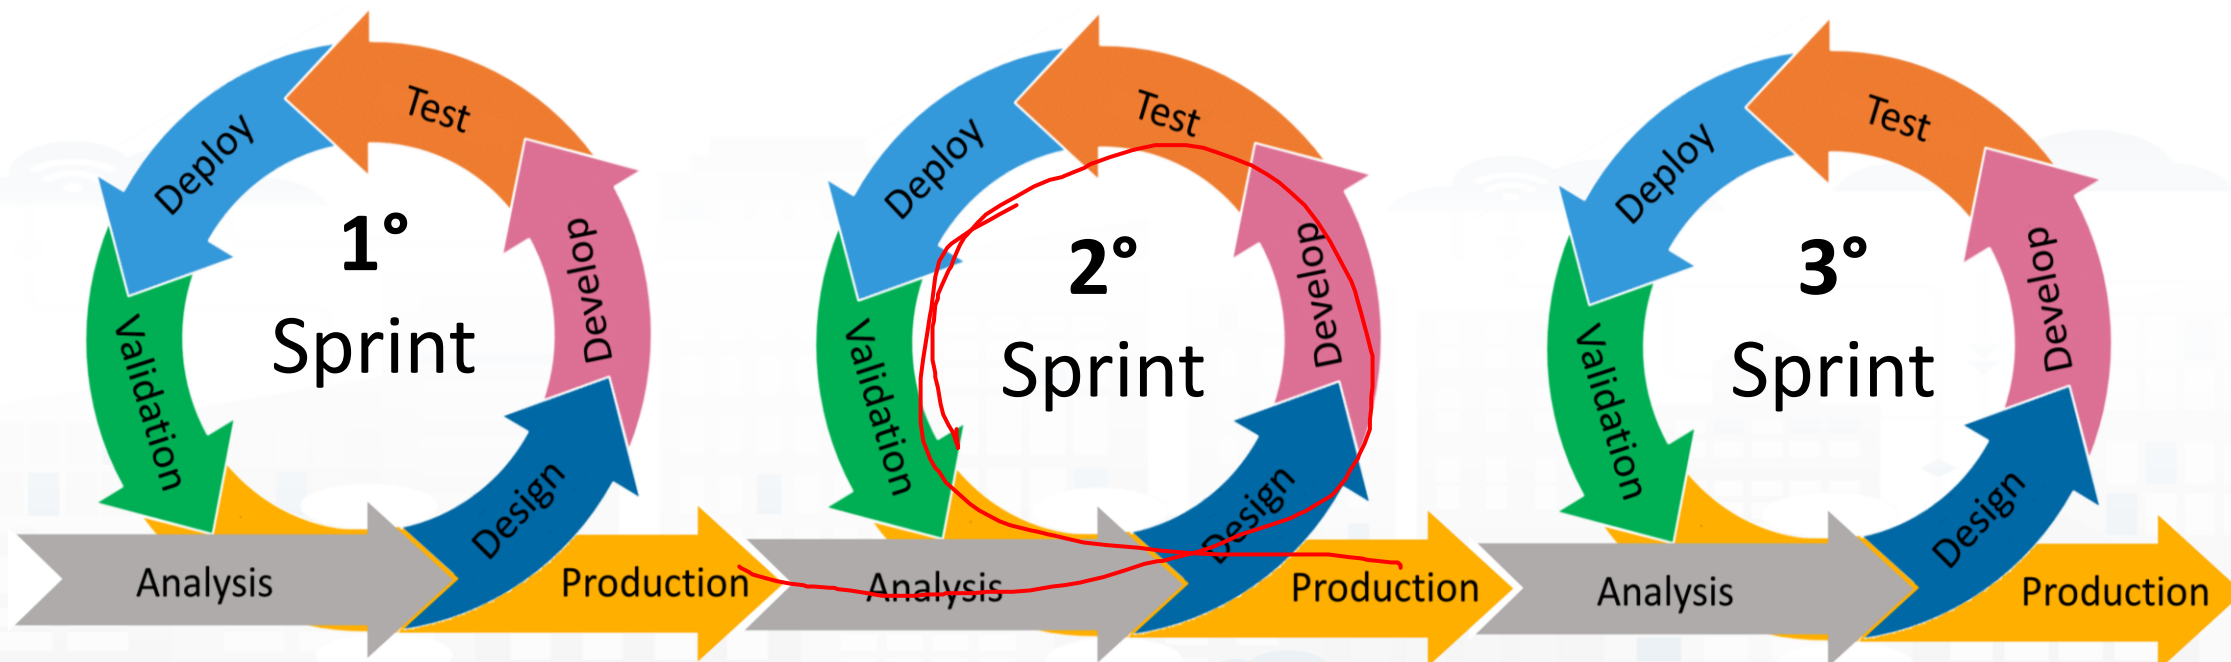 Test
Deploy
1°
Sprint
Develop
Validation
Design
Analysis
Production
Test
Deploy
2°
Sprint
Develop
Validation
Design
Analysis
Production
Test
Deploy
3°
Sprint
Develop
Validation
Design
Analysis
Production